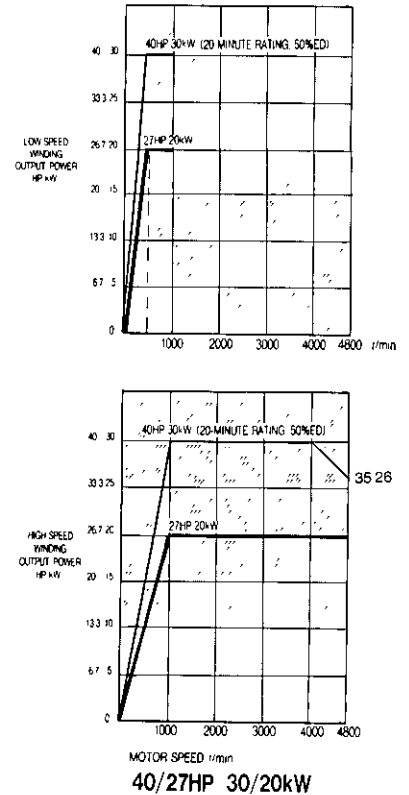 40HP 30kW (20 MINUTE RATING, 50%ED)
40 30
33.3 25
LOW SPEED
WINDING
OUTPUT POWER
HP kW
27HP 20kW
26.7 20
20 15
13.3 10
6.7 5
0
1000 2000 3000 4000 4800 r/min
40HP 30kW (20-MINUTE RATING, 50%ED)
40 30
35 26
33.3 25
HIGH SPEED
WINDING
OUTPUT POWER
HP kW
27HP 20kW
26.7 20
20 15
13.3 10
6.7 5
0
1000 2000 3000 4000 4800
MOTOR SPEED r/min
40/27HP 30/20kW